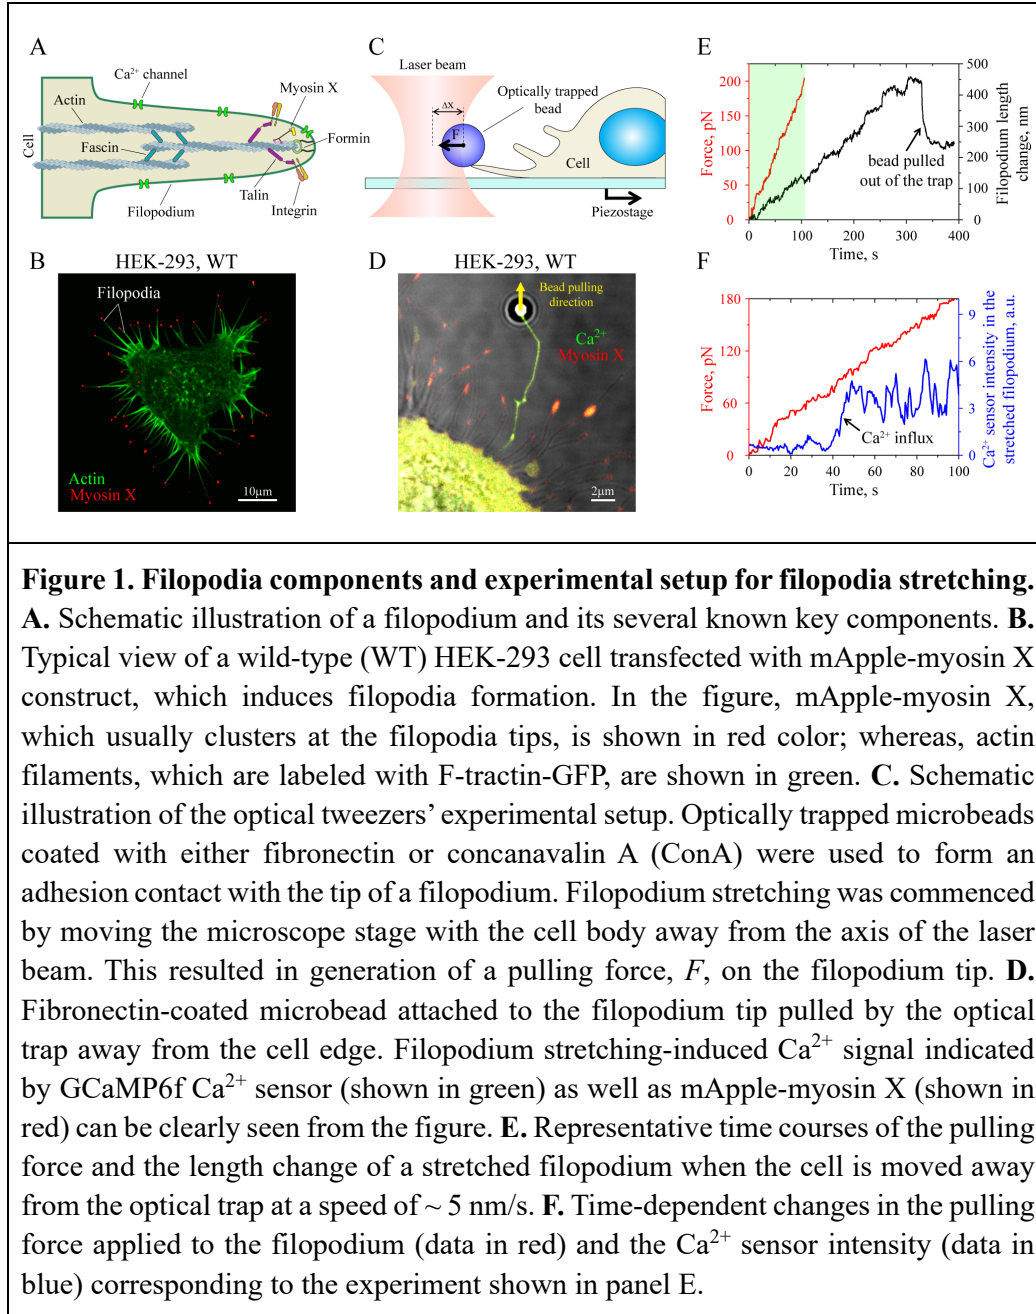 A
Ca²⁺ channel
Myosin X
Actin
Formin
Cell
Fascin
Talin
Filopodium
Integrin
C
Laser beam
Δx
Optically trapped
bead
F
Cell
Piezostage
E
200
150
100
50
0
Force, pN
500
400
300
200
100
0
Filopodium length
change, nm
bead pulled
out of the trap
0 100 200 300 400
Time, s
B
HEK-293, WT
Filopodia
Actin
Myosin X
10µm
D
HEK-293, WT
Bead pulling
direction
Ca²⁺
Myosin X
2µm
F
180
120
60
0
Force, pN
9
6
3
0
Ca²⁺ sensor intensity in the
stretched filopodium, a.u.
Ca²⁺ influx
0 20 40 60 80 100
Time, s
Figure 1. Filopodia components and experimental setup for filopodia stretching.
A. Schematic illustration of a filopodium and its several known key components. B.
Typical view of a wild-type (WT) HEK-293 cell transfected with mApple-myosin X
construct, which induces filopodia formation. In the figure, mApple-myosin X,
which usually clusters at the filopodia tips, is shown in red color; whereas, actin
filaments, which are labeled with F-tractin-GFP, are shown in green. C. Schematic
illustration of the optical tweezers’ experimental setup. Optically trapped microbeads
coated with either fibronectin or concanavalin A (ConA) were used to form an
adhesion contact with the tip of a filopodium. Filopodium stretching was commenced
by moving the microscope stage with the cell body away from the axis of the laser
beam. This resulted in generation of a pulling force, F, on the filopodium tip. D.
Fibronectin-coated microbead attached to the filopodium tip pulled by the optical
trap away from the cell edge. Filopodium stretching-induced Ca²⁺ signal indicated
by GCaMP6f Ca²⁺ sensor (shown in green) as well as mApple-myosin X (shown in
red) can be clearly seen from the figure. E. Representative time courses of the pulling
force and the length change of a stretched filopodium when the cell is moved away
from the optical trap at a speed of ~ 5 nm/s. F. Time-dependent changes in the pulling
force applied to the filopodium (data in red) and the Ca²⁺ sensor intensity (data in
blue) corresponding to the experiment shown in panel E.